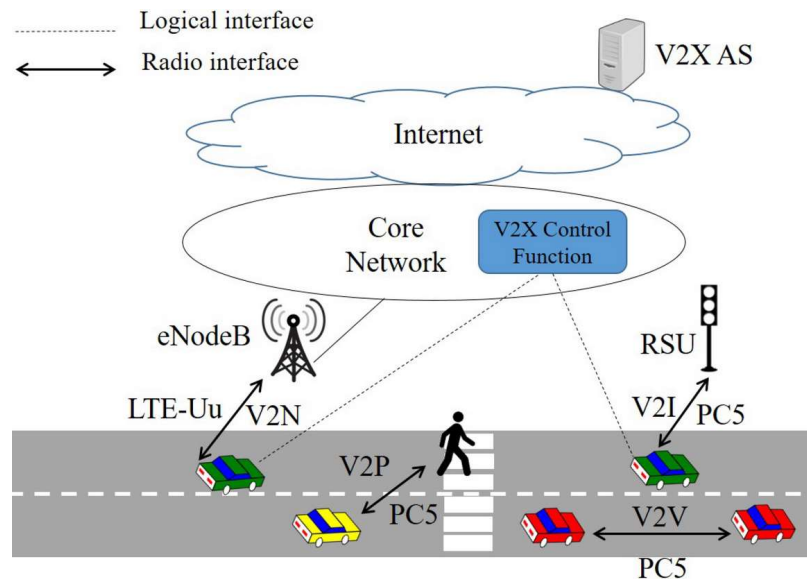 Logical interface
Radio interface
V2X AS
Internet
Core
Network
V2X Control
Function
eNodeB
RSU
LTE-Uu
V2N
V2I
PC5
V2P
PC5
V2V
PC5